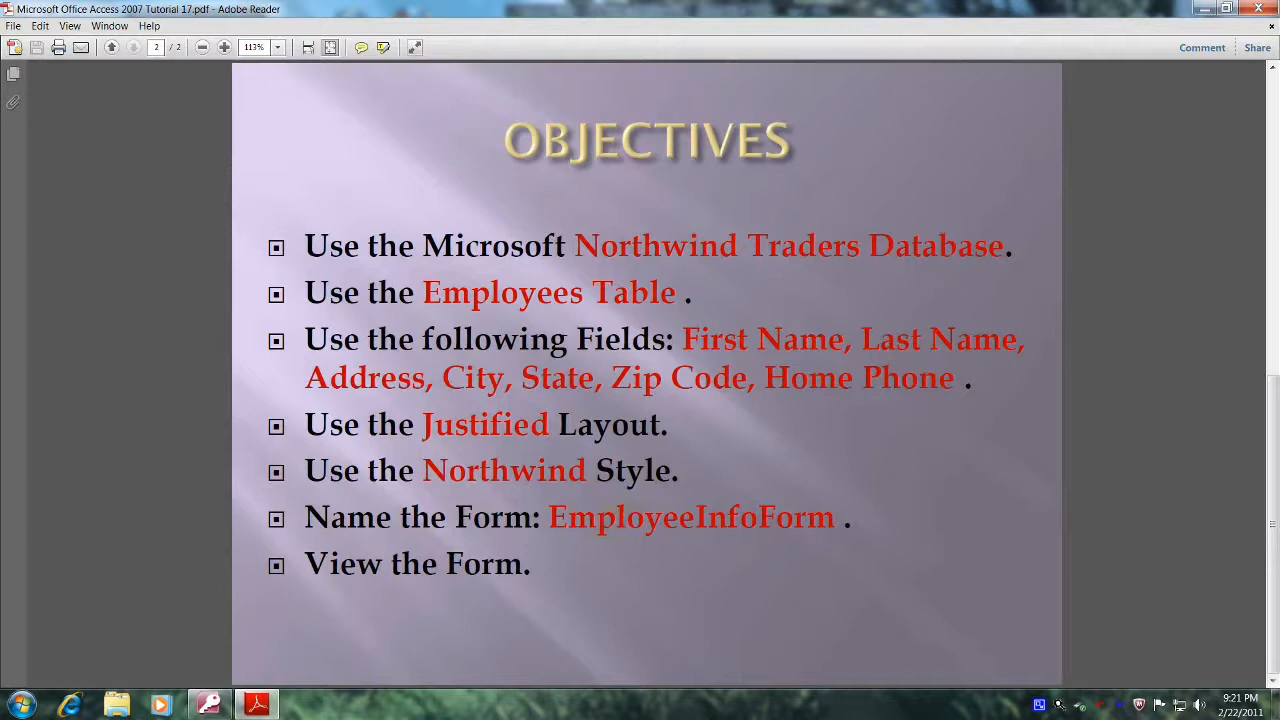 Microsoft Office Access 2007 Tutorial 17.pdf - Adobe Reader
File Edit View Window Help
2 / 2 113% Comment Share
OBJECTIVES
Use the Microsoft Northwind Traders Database.
Use the Employees Table .
Use the following Fields: First Name, Last Name,
Address, City, State, Zip Code, Home Phone .
Use the Justified Layout.
Use the Northwind Style.
Name the Form: EmployeeInfoForm .
View the Form.
9:21 PM
2/22/2011